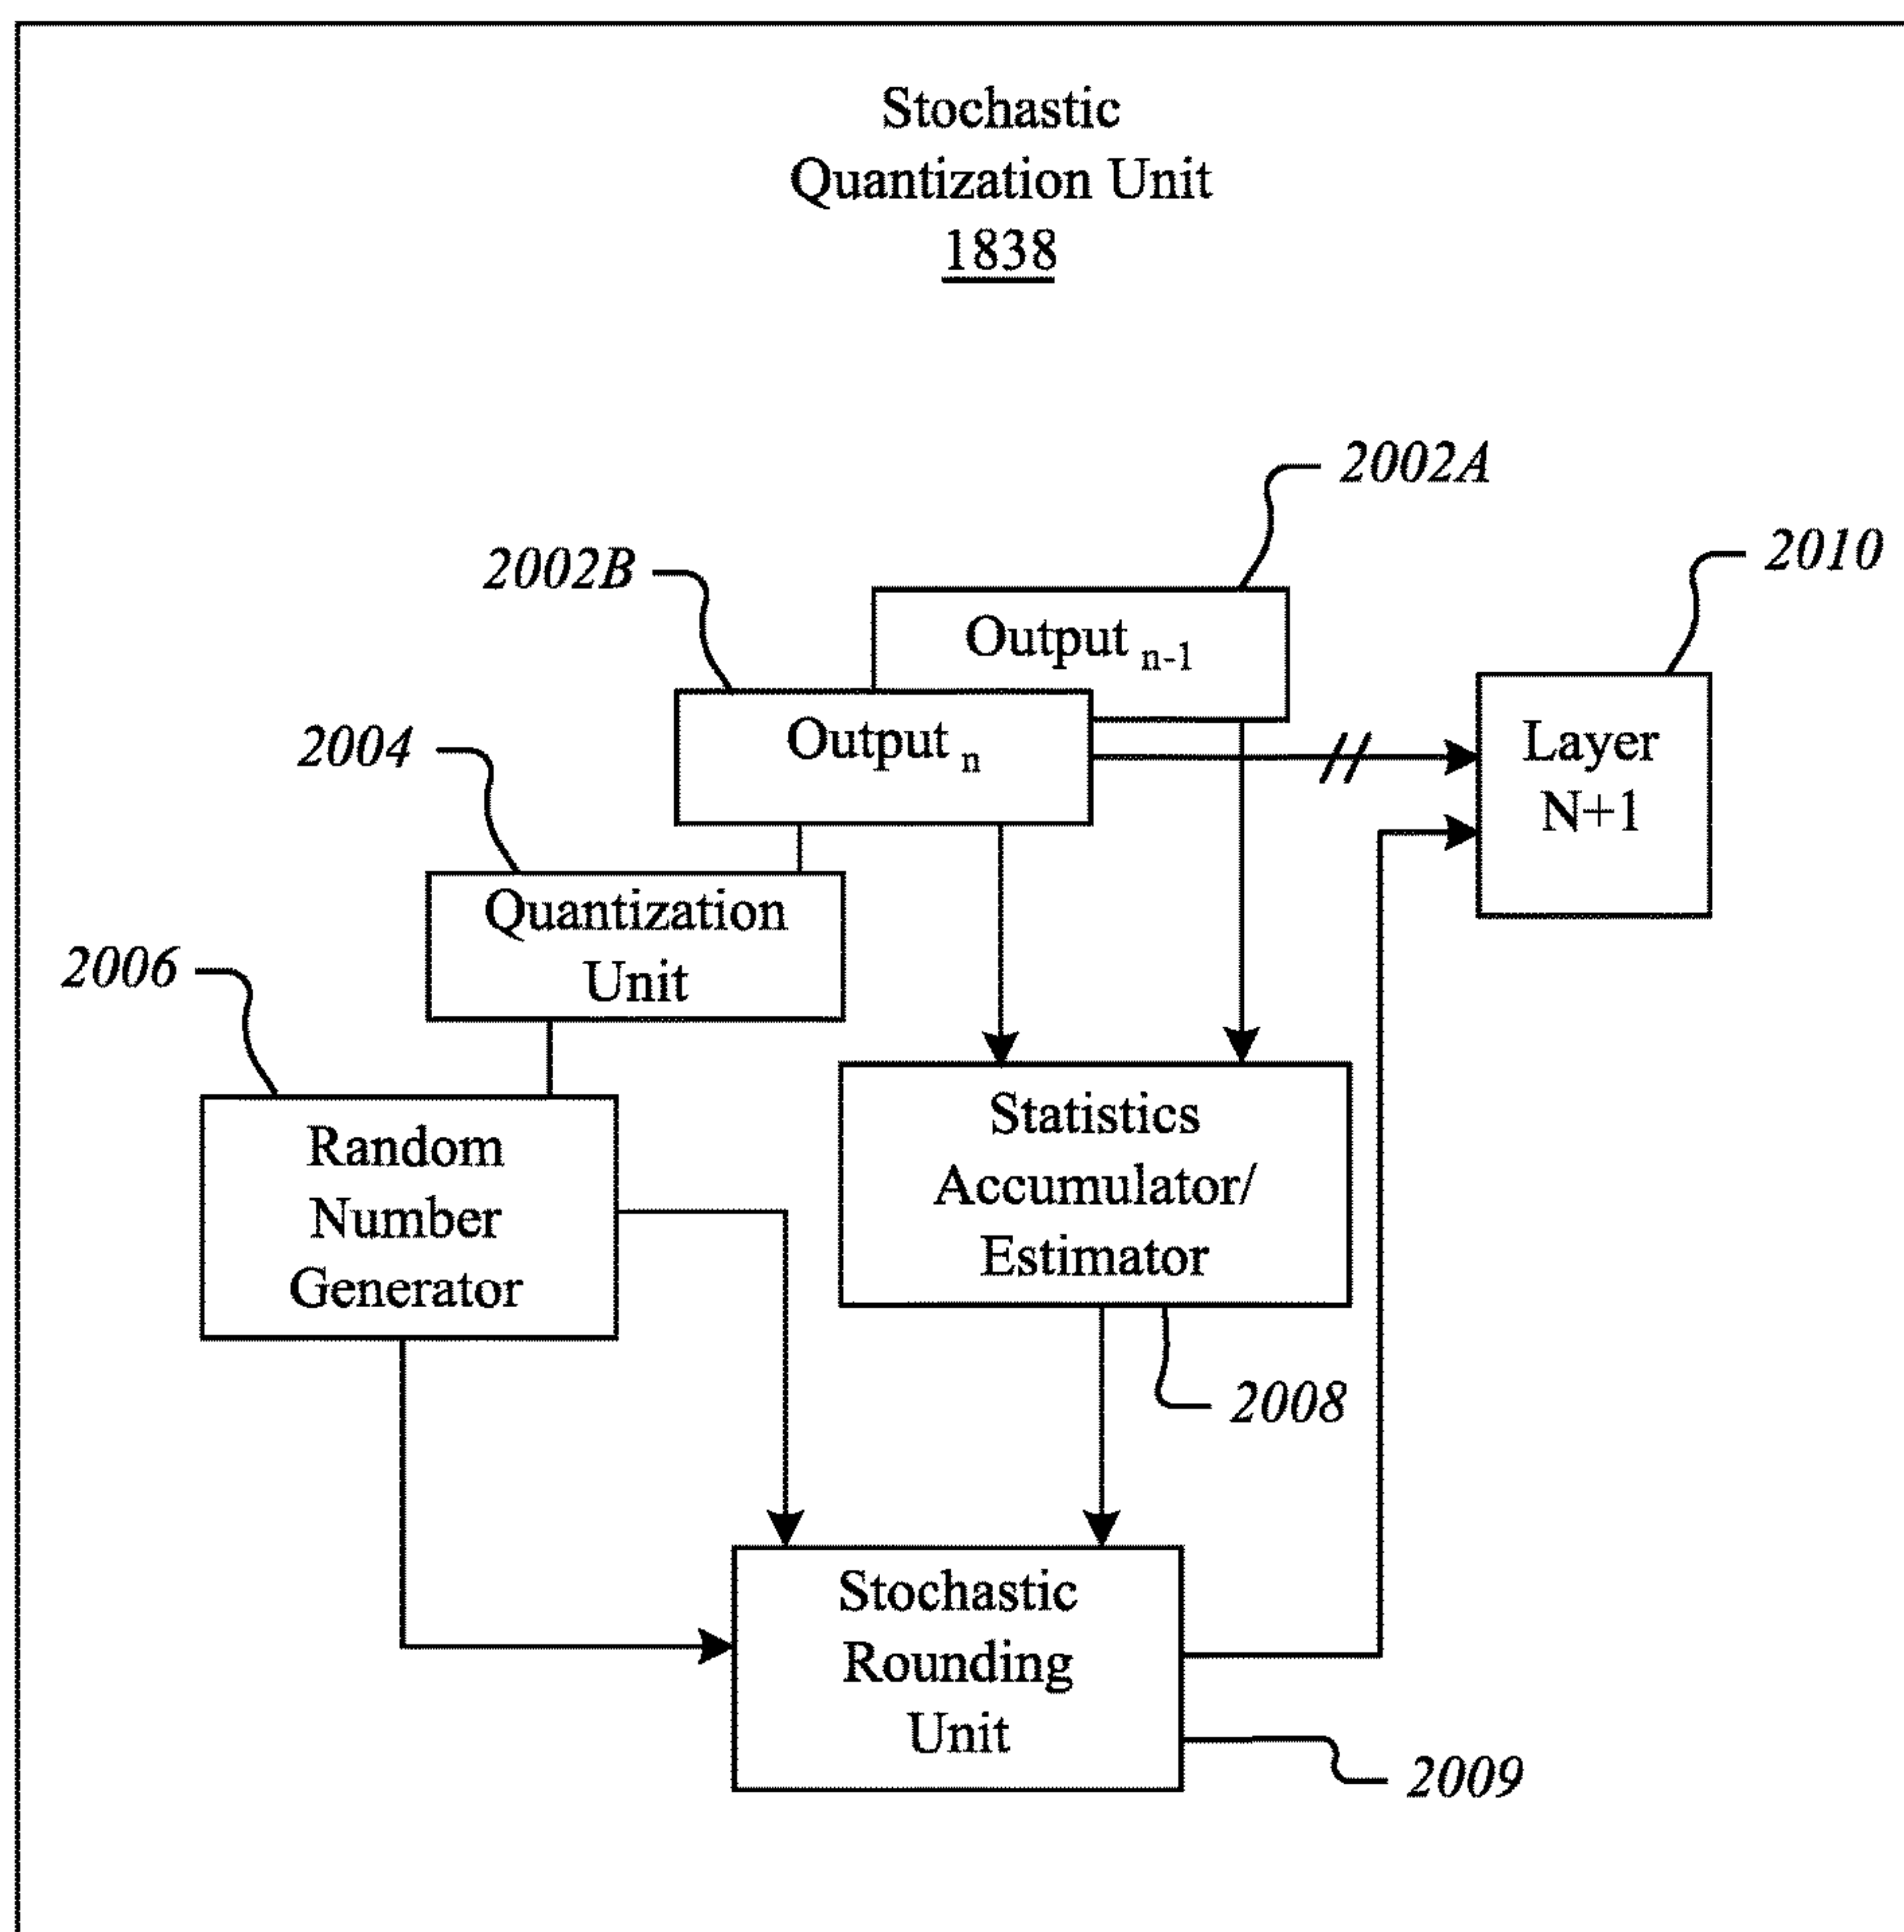 Stochastic
Quantization Unit
1838
2002A
2010
2002B
Output n-1
2004
Output n
Layer
N+1
Quantization
Unit
2006
Random
Number
Generator
Statistics
Accumulator/
Estimator
2008
Stochastic
Rounding
Unit
2009